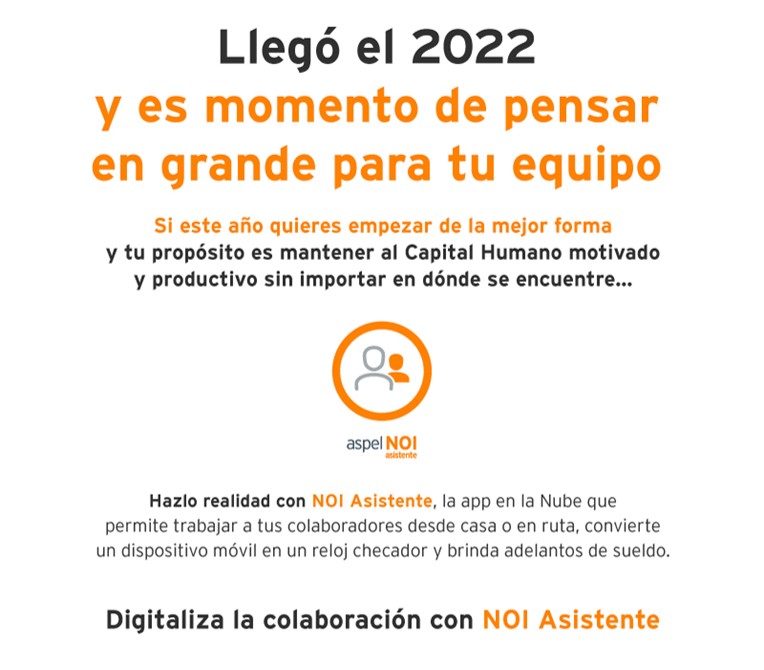 Llegó el 2022
y es momento de pensar
en grande para tu equipo
Si este año quieres empezar de la mejor forma
y tu propósito es mantener al Capital Humano motivado
y productivo sin importar en dónde se encuentre...
aspel NOI
asistente
Hazlo realidad con NOI Asistente, la app en la Nube que
permite trabajar a tus colaboradores desde casa o en ruta, convierte
un dispositivo móvil en un reloj checador y brinda adelantos de sueldo.
Digitaliza la colaboración con NOI Asistente